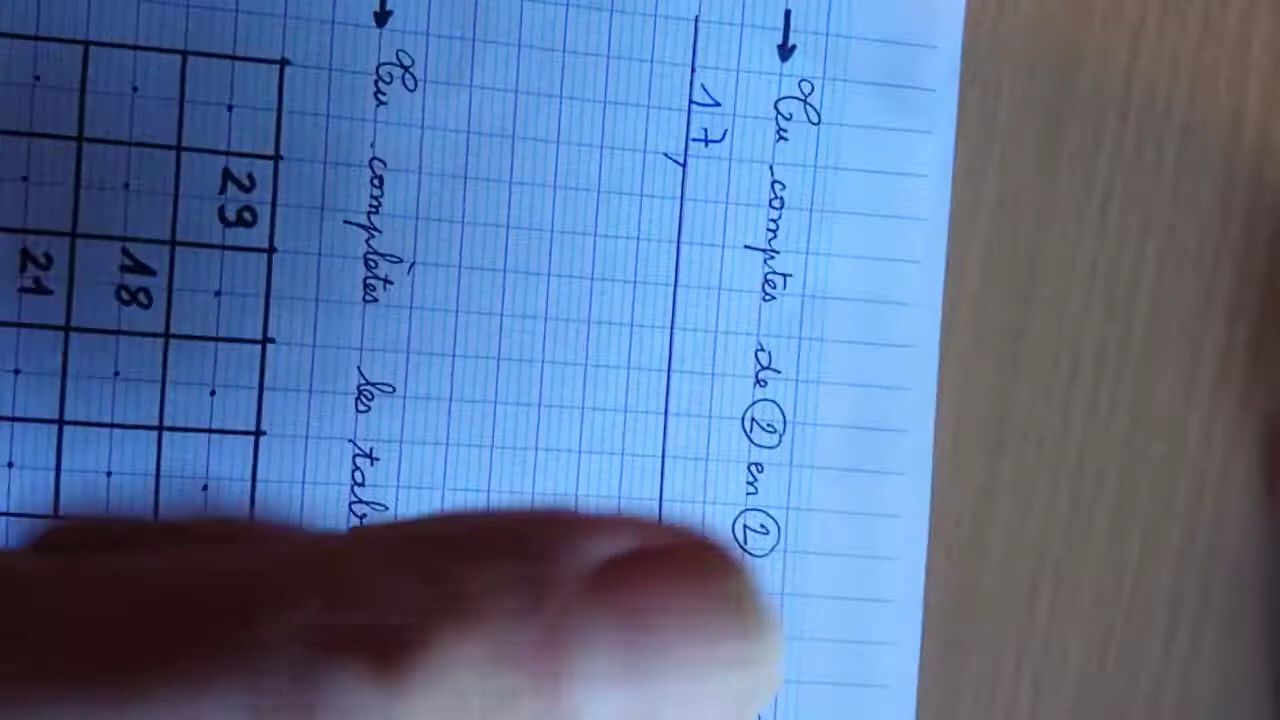 → Tu comptes de ② en ②
17,
→ Tu complètes les tab
29
18
21